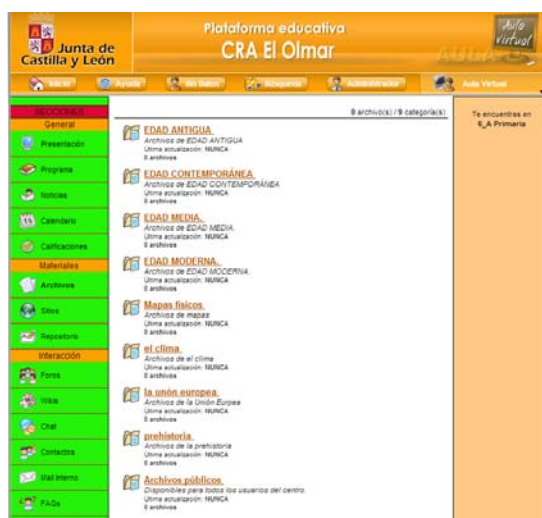 Junta de
Castilla y León
Plataforma educativa
CRA El Olmar
Aula
virtual
AULA
Inicio
Ayuda
Mis Datos
Búsqueda
Administrador
Aula Virtual
SECCIONES
General
Presentación
Programa
Noticias
Calendario
Calificaciones
Materiales
Archivos
Sitios
Repositorio
Interacción
Foros
Wikis
Chat
Contactos
Mail interno
FAQs
0 archivo(s) / 9 categoría(s)
EDAD ANTIGUA
Archivos de EDAD ANTIGUA
Última actualización: NUNCA
0 archivos
EDAD CONTEMPORÁNEA
Archivos de EDAD CONTEMPORÁNEA
Última actualización: NUNCA
0 archivos
EDAD MEDIA.
Archivos de EDAD MEDIA.
Última actualización: NUNCA
0 archivos
EDAD MODERNA.
Archivos de EDAD MODERNA.
Última actualización: NUNCA
0 archivos
Mapas físicos
Archivos de mapas
Última actualización: NUNCA
0 archivos
el clima
Archivos de el clima
Última actualización: NUNCA
0 archivos
la unión europea
Archivos de la Unión Eurpea
Última actualización: NUNCA
0 archivos
prehistoria
Archivos de la prehistoria
Última actualización: NUNCA
0 archivos
Archivos públicos
Disponibles para todos los usuarios del centro.
Última actualización: NUNCA
0 archivos
Te encuentras en
6_A Primaria